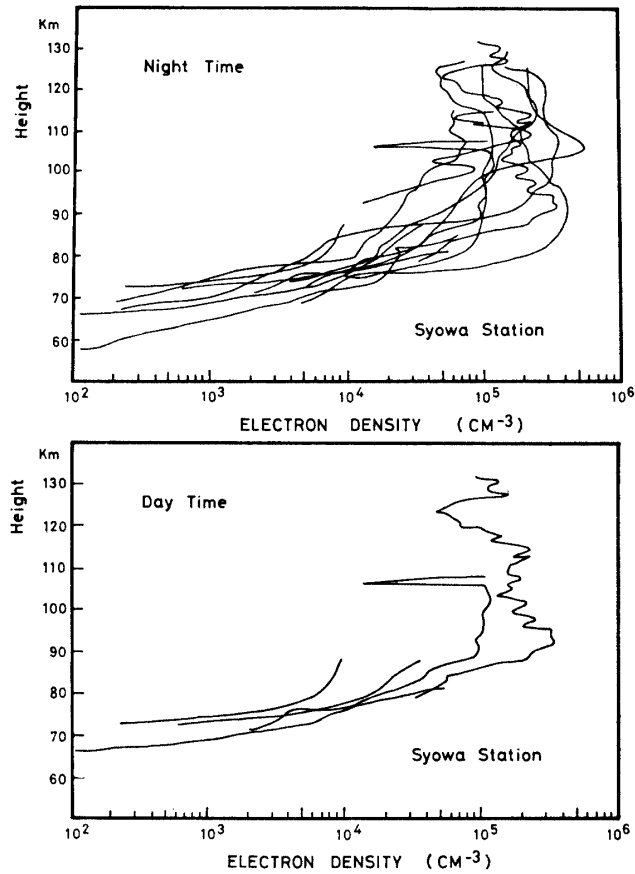 Km
130
120
110
100
90
80
70
60
Height
Night Time
Syowa Station
10² 10³ 10⁴ 10⁵ 10⁶
ELECTRON DENSITY (CM⁻³)
Km
130
120
110
100
90
80
70
60
Height
Day Time
Syowa Station
10² 10³ 10⁴ 10⁵ 10⁶
ELECTRON DENSITY (CM⁻³)